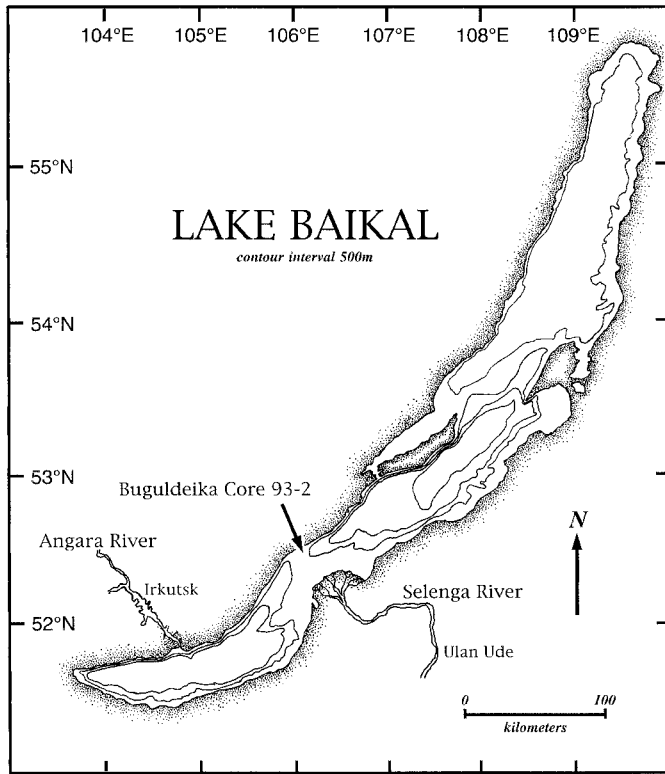 104°E 105°E 106°E 107°E 108°E 109°E
55°N
LAKE BAIKAL
contour interval 500m
54°N
53°N
Buguldeika Core 93-2
N
Angara River
Irkutsk
Selenga River
52°N
Ulan Ude
0 100
kilometers